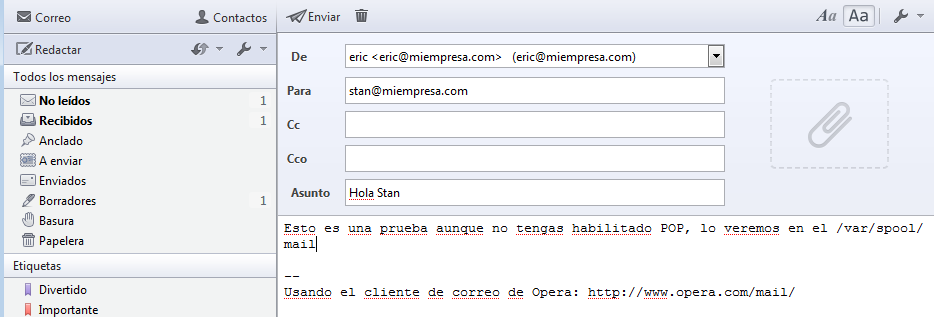 Correo
Contactos
Redactar
Todos los mensajes
No leídos 1
Recibidos 1
Anclado
A enviar
Enviados
Borradores 1
Basura
Papelera
Etiquetas
Divertido
Importante
Enviar
Aa Aa
De eric <eric@miempresa.com> (eric@miempresa.com)
Para stan@miempresa.com
Cc
Cco
Asunto Hola Stan
Esto es una prueba aunque no tengas habilitado POP, lo veremos en el /var/spool/
mail
--
Usando el cliente de correo de Opera: http://www.opera.com/mail/